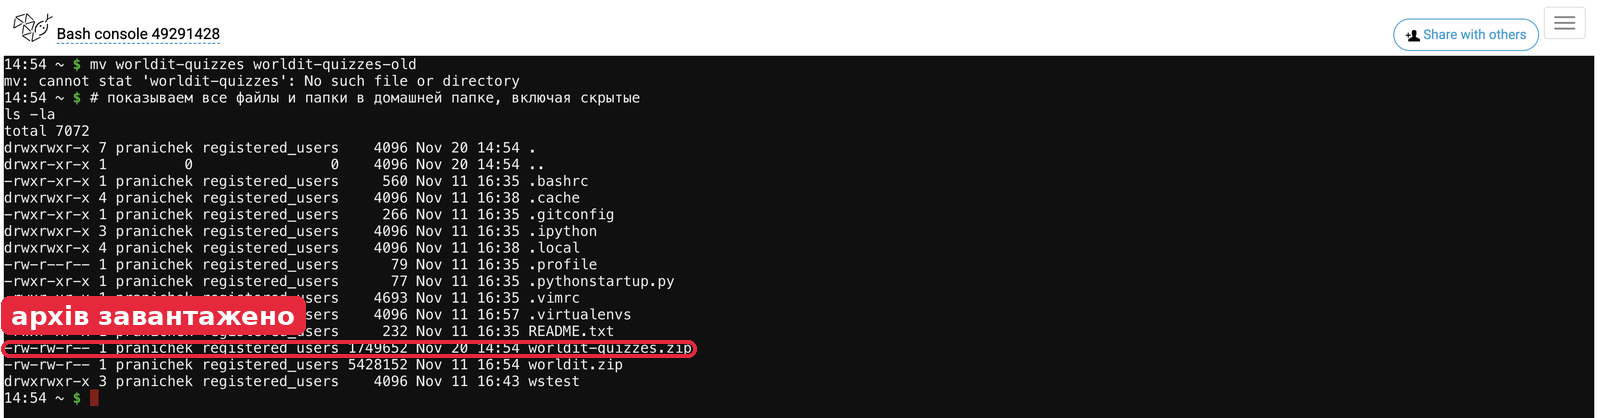 Bash console 49291428
Share with others
14:54 ~ $ mv worldit-quizzes worldit-quizzes-old
mv: cannot stat 'worldit-quizzes': No such file or directory
14:54 ~ $ # показываем все файлы и папки в домашней папке, включая скрытые
ls -la
total 7072
drwxrwxr-x 7 pranichek registered_users    4096 Nov 20 14:54 .
drwxr-xr-x 1         0                0    4096 Nov 20 14:54 ..
-rwxr-xr-x 1 pranichek registered_users     560 Nov 11 16:35 .bashrc
drwxrwxr-x 4 pranichek registered_users    4096 Nov 11 16:38 .cache
-rwxr-xr-x 1 pranichek registered_users     266 Nov 11 16:35 .gitconfig
drwxrwxr-x 3 pranichek registered_users    4096 Nov 11 16:35 .ipython
drwxrwxr-x 4 pranichek registered_users    4096 Nov 11 16:38 .local
-rw-r--r-- 1 pranichek registered_users      79 Nov 11 16:35 .profile
-rwxr-xr-x 1 pranichek registered_users      77 Nov 11 16:35 .pythonstartup.py
registered_users    4693 Nov 11 16:35 .vimrc
архів завантажено
4096 Nov 11 16:57 .virtualenvs
232 Nov 11 16:35 README.txt
-rw-rw-r-- 1 pranichek registered_users 1749652 Nov 20 14:54 worldit-quizzes.zip
-rw-rw-r-- 1 pranichek registered_users 5428152 Nov 11 16:54 worldit.zip
drwxrwxr-x 3 pranichek registered_users    4096 Nov 11 16:43 wstest
14:54 ~ $